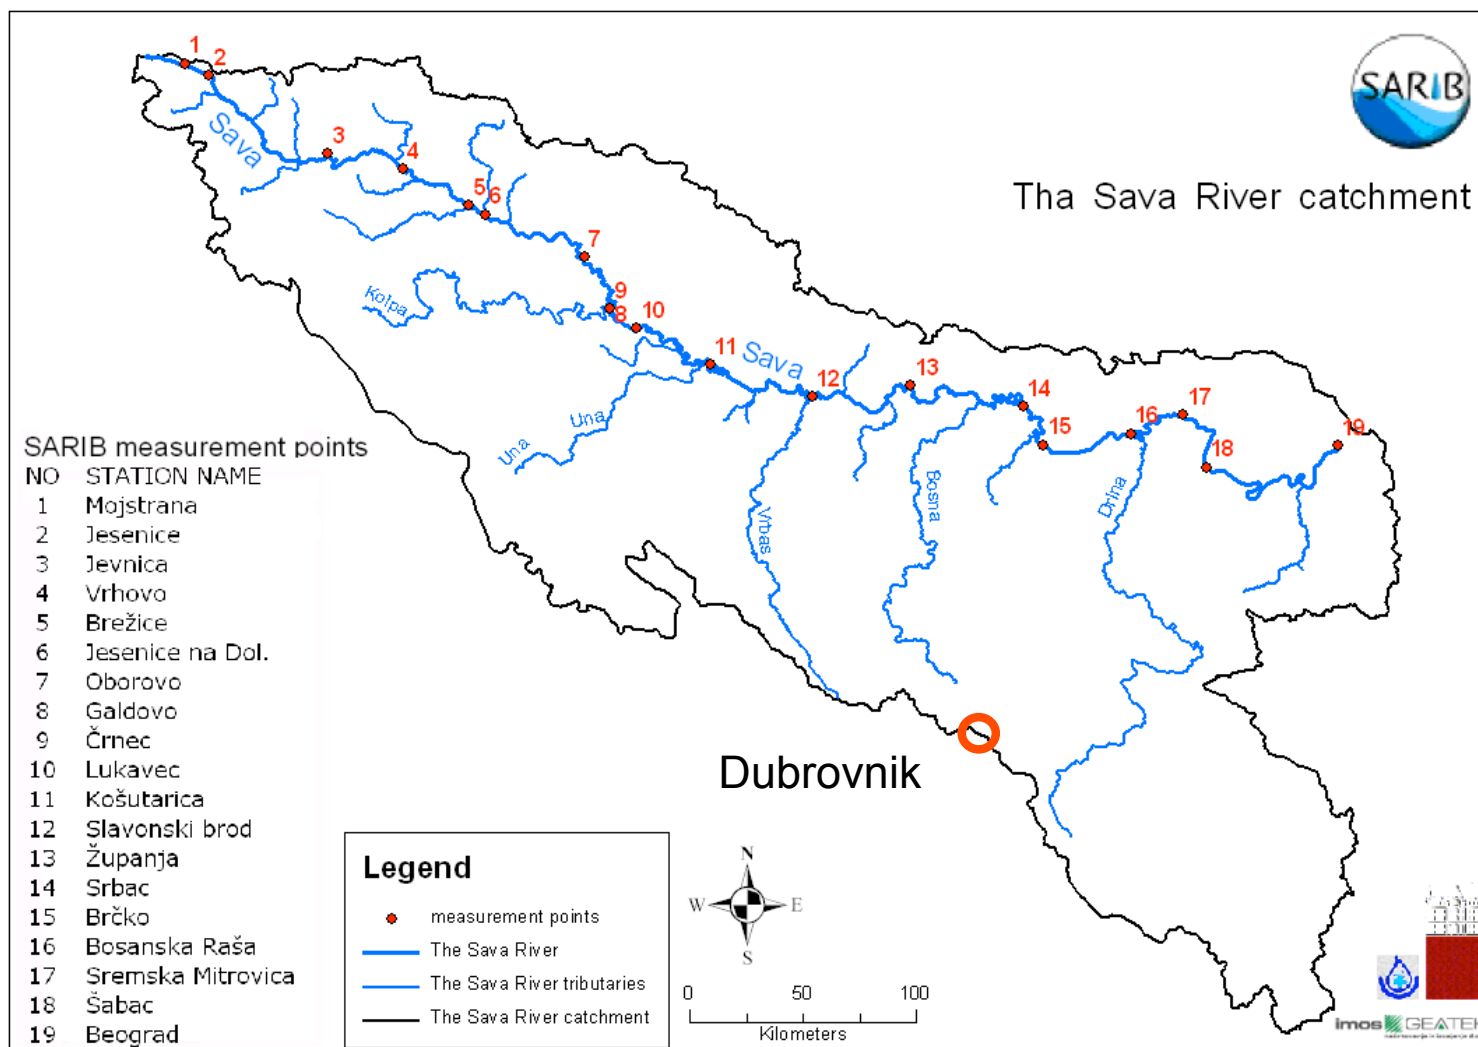 SARIB
Tha Sava River catchment
1
2
3
4
5
6
7
8
9
10
11
12
13
14
15
16
17
18
19
Sava
Sava
Kolpa
Una
Una
Vrbas
Bosna
Drina
Dubrovnik
SARIB measurement points
NO STATION NAME
1 Mojstrana
2 Jesenice
3 Jevnica
4 Vrhovo
5 Brežice
6 Jesenice na Dol.
7 Oborovo
8 Galdovo
9 Črnec
10 Lukavec
11 Košutarica
12 Slavonski brod
13 Županja
14 Srbac
15 Brčko
16 Bosanska Raša
17 Sremska Mitrovica
18 Šabac
19 Beograd
Legend
measurement points
The Sava River
The Sava River tributaries
The Sava River catchment
N
W E
S
0 50 100
Kilometers
imos GEATEH